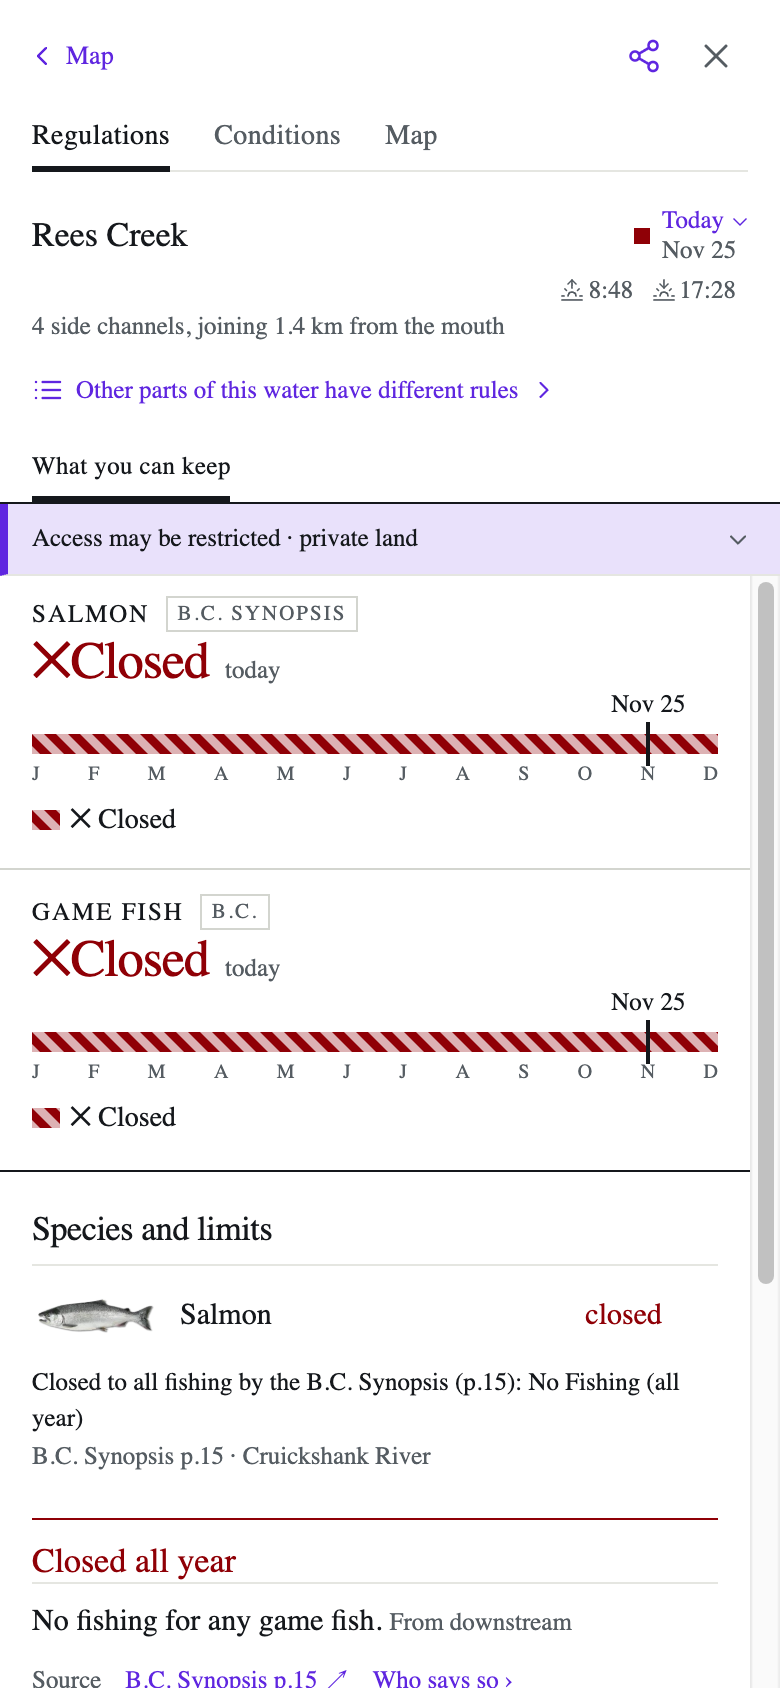 Map
Regulations Conditions Map
Rees Creek
Today
Nov 25
8:48 17:28
4 side channels, joining 1.4 km from the mouth
Other parts of this water have different rules
What you can keep
Access may be restricted · private land
SALMON B.C. SYNOPSIS
Closed today
Nov 25
J F M A M J J A S O N D
Closed
GAME FISH B.C.
Closed today
Nov 25
J F M A M J J A S O N D
Closed
Species and limits
Salmon closed
Closed to all fishing by the B.C. Synopsis (p.15): No Fishing (all
year)
B.C. Synopsis p.15 · Cruickshank River
Closed all year
No fishing for any game fish. From downstream
Source B.C. Synopsis p.15 ↗ Who says so ›